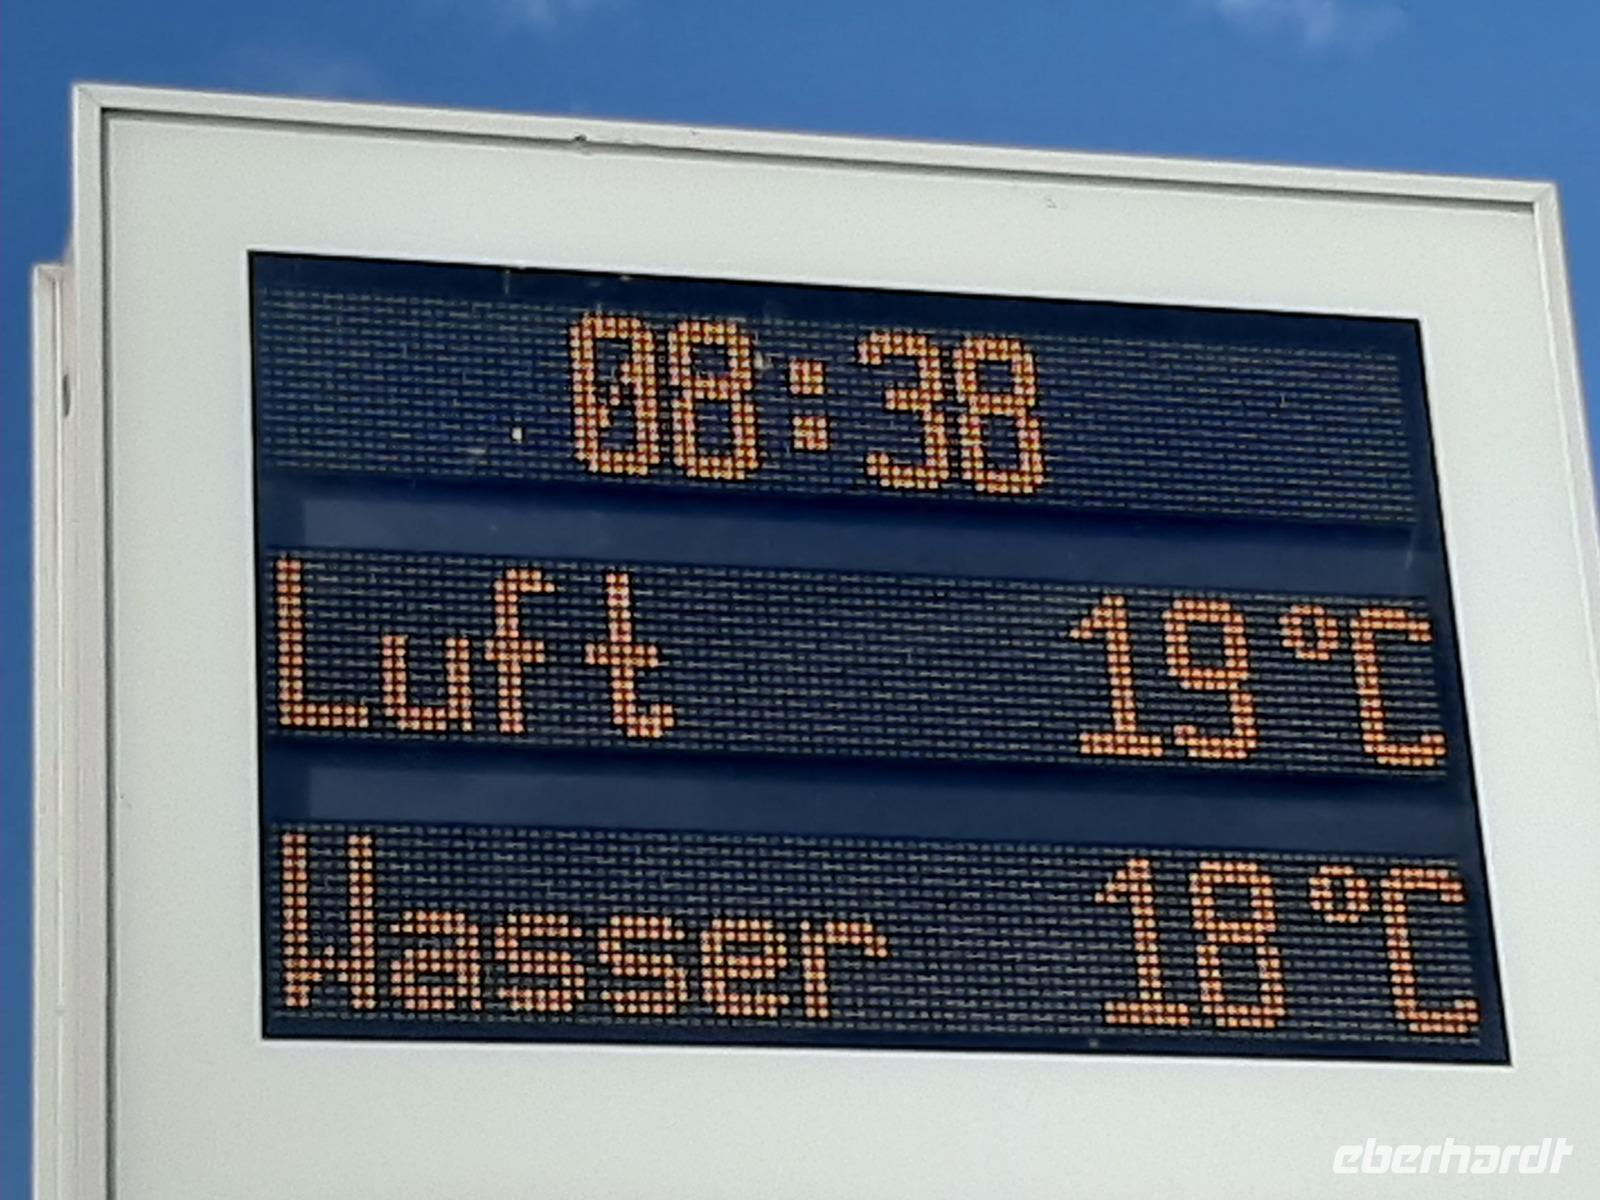 08:38
Luft 19°C
Wasser 18°C
eberhardt